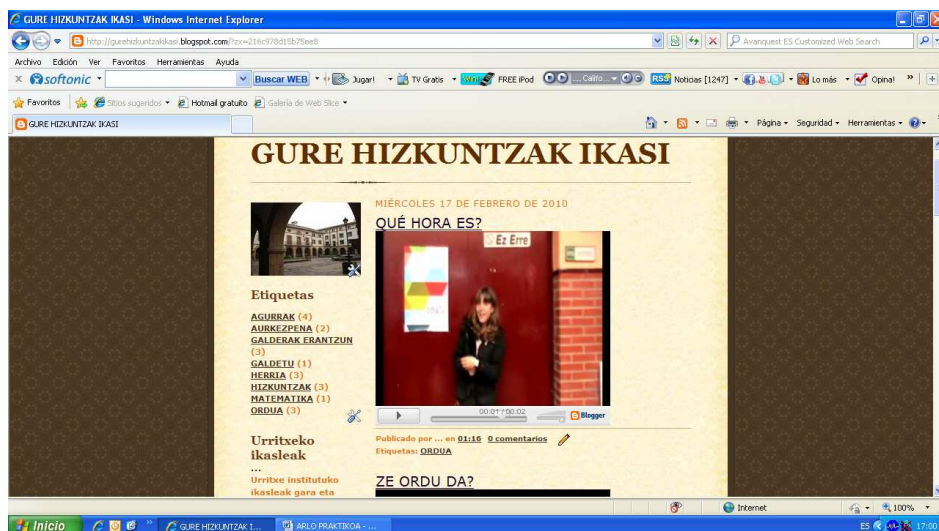 GURE HIZKUNTZAK IKASI - Windows Internet Explorer
http://gurehizkuntzakikasi.blogspot.com/?zx=216c978d15b75ee8
Avanquest ES Customized Web Search
Archivo Edición Ver Favoritos Herramientas Ayuda
softonic
Buscar WEB
Jugar!
TV Gratis
FREE iPod
RSS Noticias [1247]
Lo más
Opina!
Favoritos
Sitios sugeridos
Hotmail gratuito
Galería de Web Slice
GURE HIZKUNTZAK IKASI
Página Seguridad Herramientas
GURE HIZKUNTZAK IKASI
MIÉRCOLES 17 DE FEBRERO DE 2010
QUÉ HORA ES?
Ez Erre
00:01 / 00:02
Blogger
Publicado por ... en 01:16 0 comentarios
Etiquetas: ORDUA
ZE ORDU DA?
Etiquetas
AGURRAK (4)
AURKEZPENA (2)
GALDERAK ERANTZUN
(3)
GALDETU (1)
HERRIA (3)
HIZKUNTZAK (3)
MATEMATIKA (1)
ORDUA (3)
Urritxeko
ikasleak
...
Urritxe institutuko
ikasleak gara eta
Internet
100%
Inicio
GURE HIZKUNTZAK I...
ARLO PRAKTIKOA - ...
ES
17:00